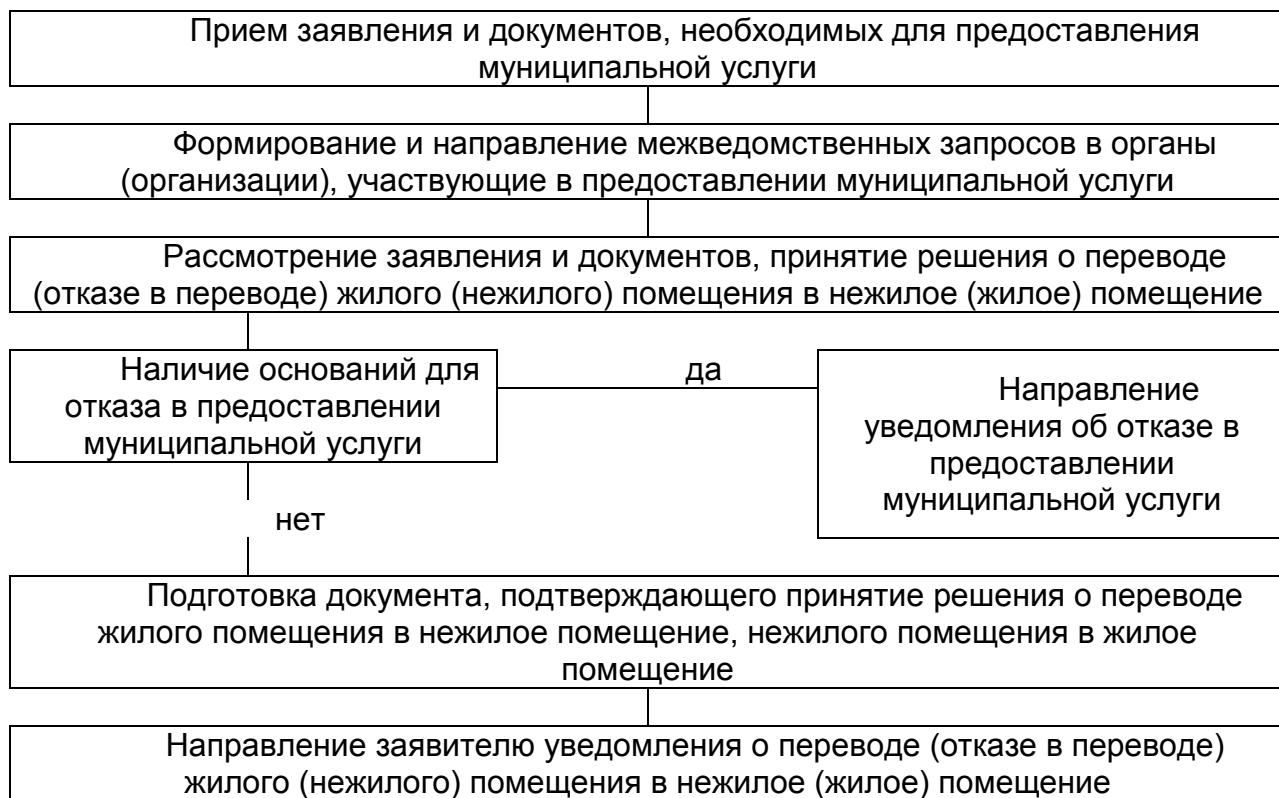 Прием заявления и документов, необходимых для предоставления
муниципальной услуги
Формирование и направление межведомственных запросов в органы
(организации), участвующие в предоставлении муниципальной услуги
Рассмотрение заявления и документов, принятие решения о переводе
(отказе в переводе) жилого (нежилого) помещения в нежилое (жилое) помещение
Наличие оснований для
отказа в предоставлении
муниципальной услуги
да
Направление
уведомления об отказе в
предоставлении
муниципальной услуги
нет
Подготовка документа, подтверждающего принятие решения о переводе
жилого помещения в нежилое помещение, нежилого помещения в жилое
помещение
Направление заявителю уведомления о переводе (отказе в переводе)
жилого (нежилого) помещения в нежилое (жилое) помещение